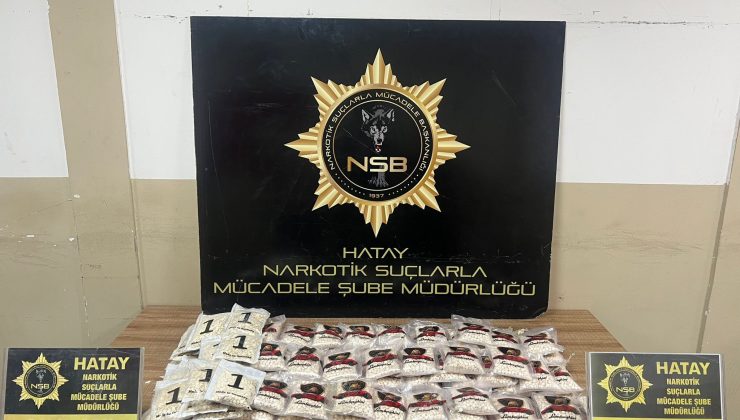 NARKOTİK SUÇLARLA MÜCADELE BAŞKANLIĞI
NSB
1937
HATAY
NARKOTİK SUÇLARLA
MÜCADELE ŞUBE MÜDÜRLÜĞÜ
1
1
1
1
1
1
HATAY
NARKOTİK
SUÇLARLA
MÜCADELE ŞUBE
MÜDÜRLÜĞÜ
NSB
HATAY
NARKOTİK
SUÇLARLA
MÜCADELE ŞUBE
MÜDÜRLÜĞÜ
NSB